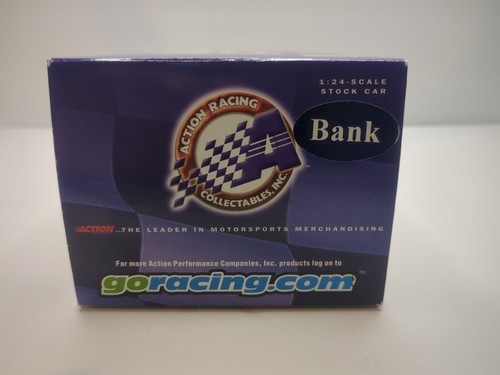 1:24-SCALE
STOCK CAR
Bank
ACTION RACING
A
COLLECTABLES, INC.
ACTION ...THE LEADER IN MOTORSPORTS MERCHANDISING
For more Action Performance Companies, Inc. products log on to
goracing.com™